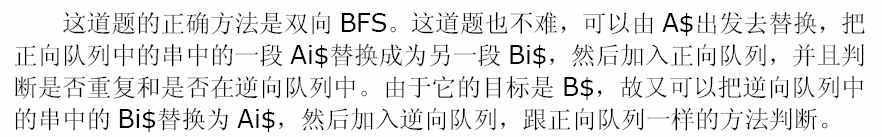 这道题的正确方法是双向 BFS。这道题也不难，可以由 A$出发去替换，把
正向队列中的串中的一段 Ai$替换成为另一段 Bi$，然后加入正向队列，并且判
断是否重复和是否在逆向队列中。由于它的目标是 B$，故又可以把逆向队列中
的串中的 Bi$替换为 Ai$，然后加入逆向队列，跟正向队列一样的方法判断。